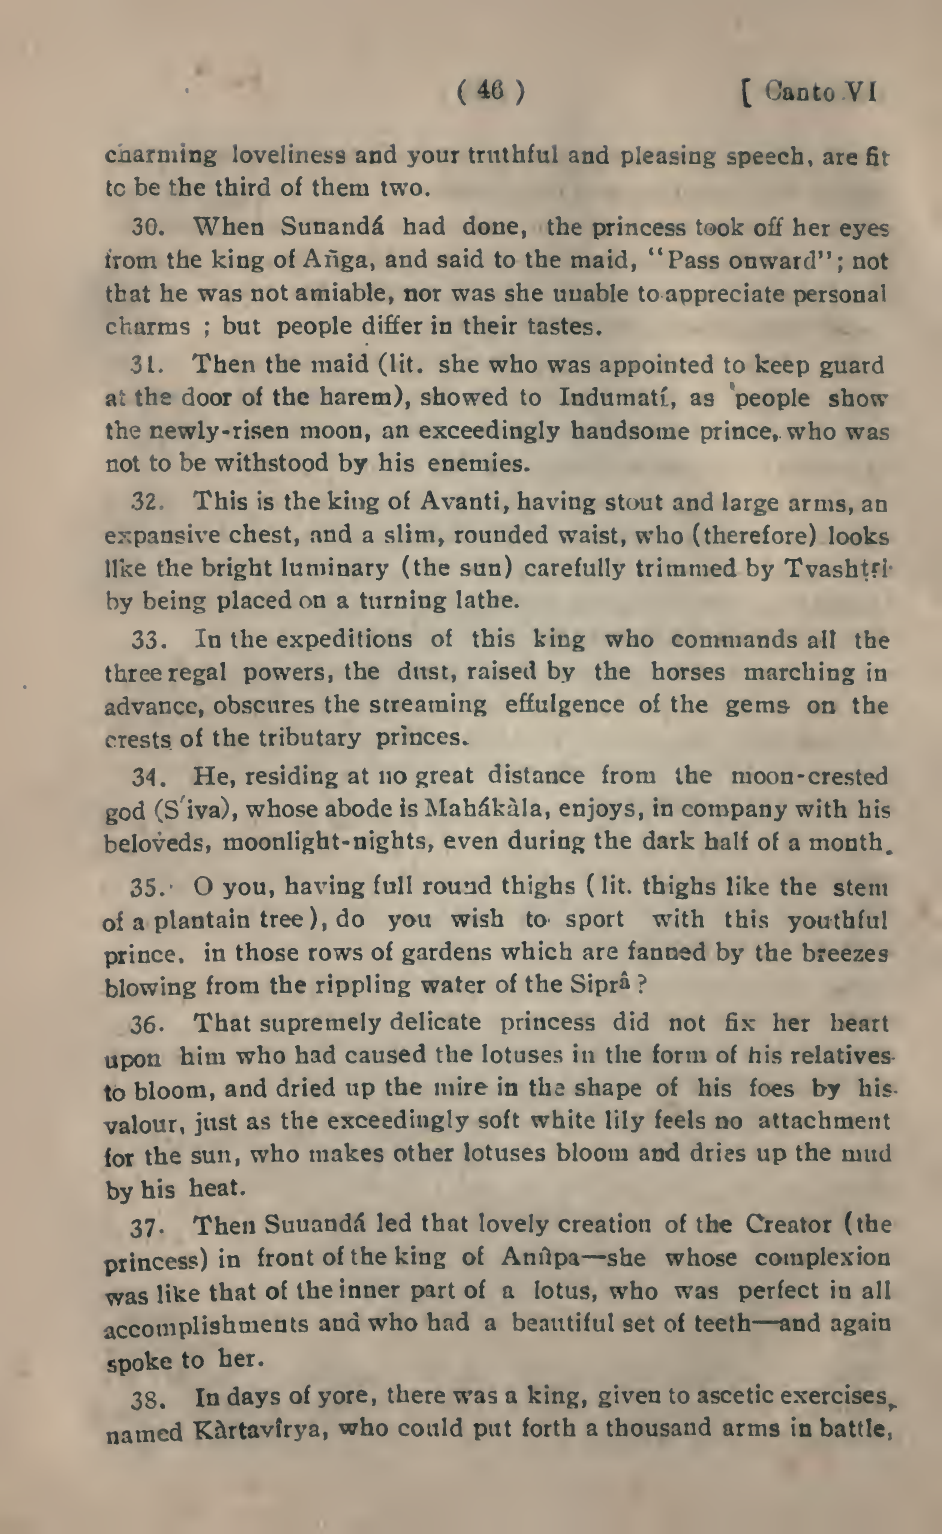 ( 46 ) [ Canto VI
charming loveliness and your truthful and pleasing speech, are fit
to be the third of them two.
30. When Sunandá had done, the princess took off her eyes
from the king of Añga, and said to the maid, "Pass onward"; not
that he was not amiable, nor was she unable to appreciate personal
charms ; but people differ in their tastes.
31. Then the maid (lit. she who was appointed to keep guard
at the door of the harem), showed to Indumatí, as people show
the newly-risen moon, an exceedingly handsome prince, who was
not to be withstood by his enemies.
32. This is the king of Avanti, having stout and large arms, an
expansive chest, and a slim, rounded waist, who (therefore) looks
like the bright luminary (the sun) carefully trimmed by Tvashṭṛi
by being placed on a turning lathe.
33. In the expeditions of this king who commands all the
three regal powers, the dust, raised by the horses marching in
advance, obscures the streaming effulgence of the gems on the
crests of the tributary princes.
34. He, residing at no great distance from the moon-crested
god (S'iva), whose abode is Mahákàla, enjoys, in company with his
beloveds, moonlight-nights, even during the dark half of a month.
35. O you, having full round thighs ( lit. thighs like the stem
of a plantain tree ), do you wish to sport with this youthful
prince, in those rows of gardens which are fanned by the breezes
blowing from the rippling water of the Siprâ ?
36. That supremely delicate princess did not fix her heart
upon him who had caused the lotuses in the form of his relatives
to bloom, and dried up the mire in the shape of his foes by his
valour, just as the exceedingly soft white lily feels no attachment
for the sun, who makes other lotuses bloom and dries up the mud
by his heat.
37. Then Suuandá led that lovely creation of the Creator (the
princess) in front of the king of Anûpa—she whose complexion
was like that of the inner part of a lotus, who was perfect in all
accomplishments and who had a beautiful set of teeth—and again
spoke to her.
38. In days of yore, there was a king, given to ascetic exercises,
named Kàrtavîrya, who could put forth a thousand arms in battle,